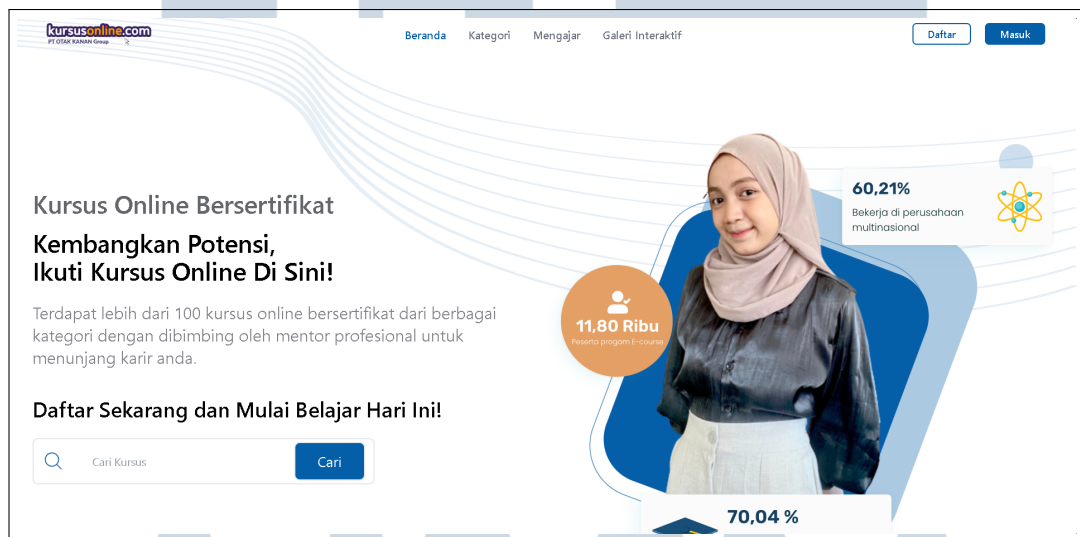 kursusonline.com
PT OTAK KANAN Group
Beranda Kategori Mengajar Galeri Interaktif
Daftar Masuk
Kursus Online Bersertifikat
Kembangkan Potensi,
Ikuti Kursus Online Di Sini!
Terdapat lebih dari 100 kursus online bersertifikat dari berbagai
kategori dengan dibimbing oleh mentor profesional untuk
menunjang karir anda.
Daftar Sekarang dan Mulai Belajar Hari Ini!
Cari Kursus
Cari
60,21%
Bekerja di perusahaan
multinasional
11,80 Ribu
Peserta progam E-course
70,04 %